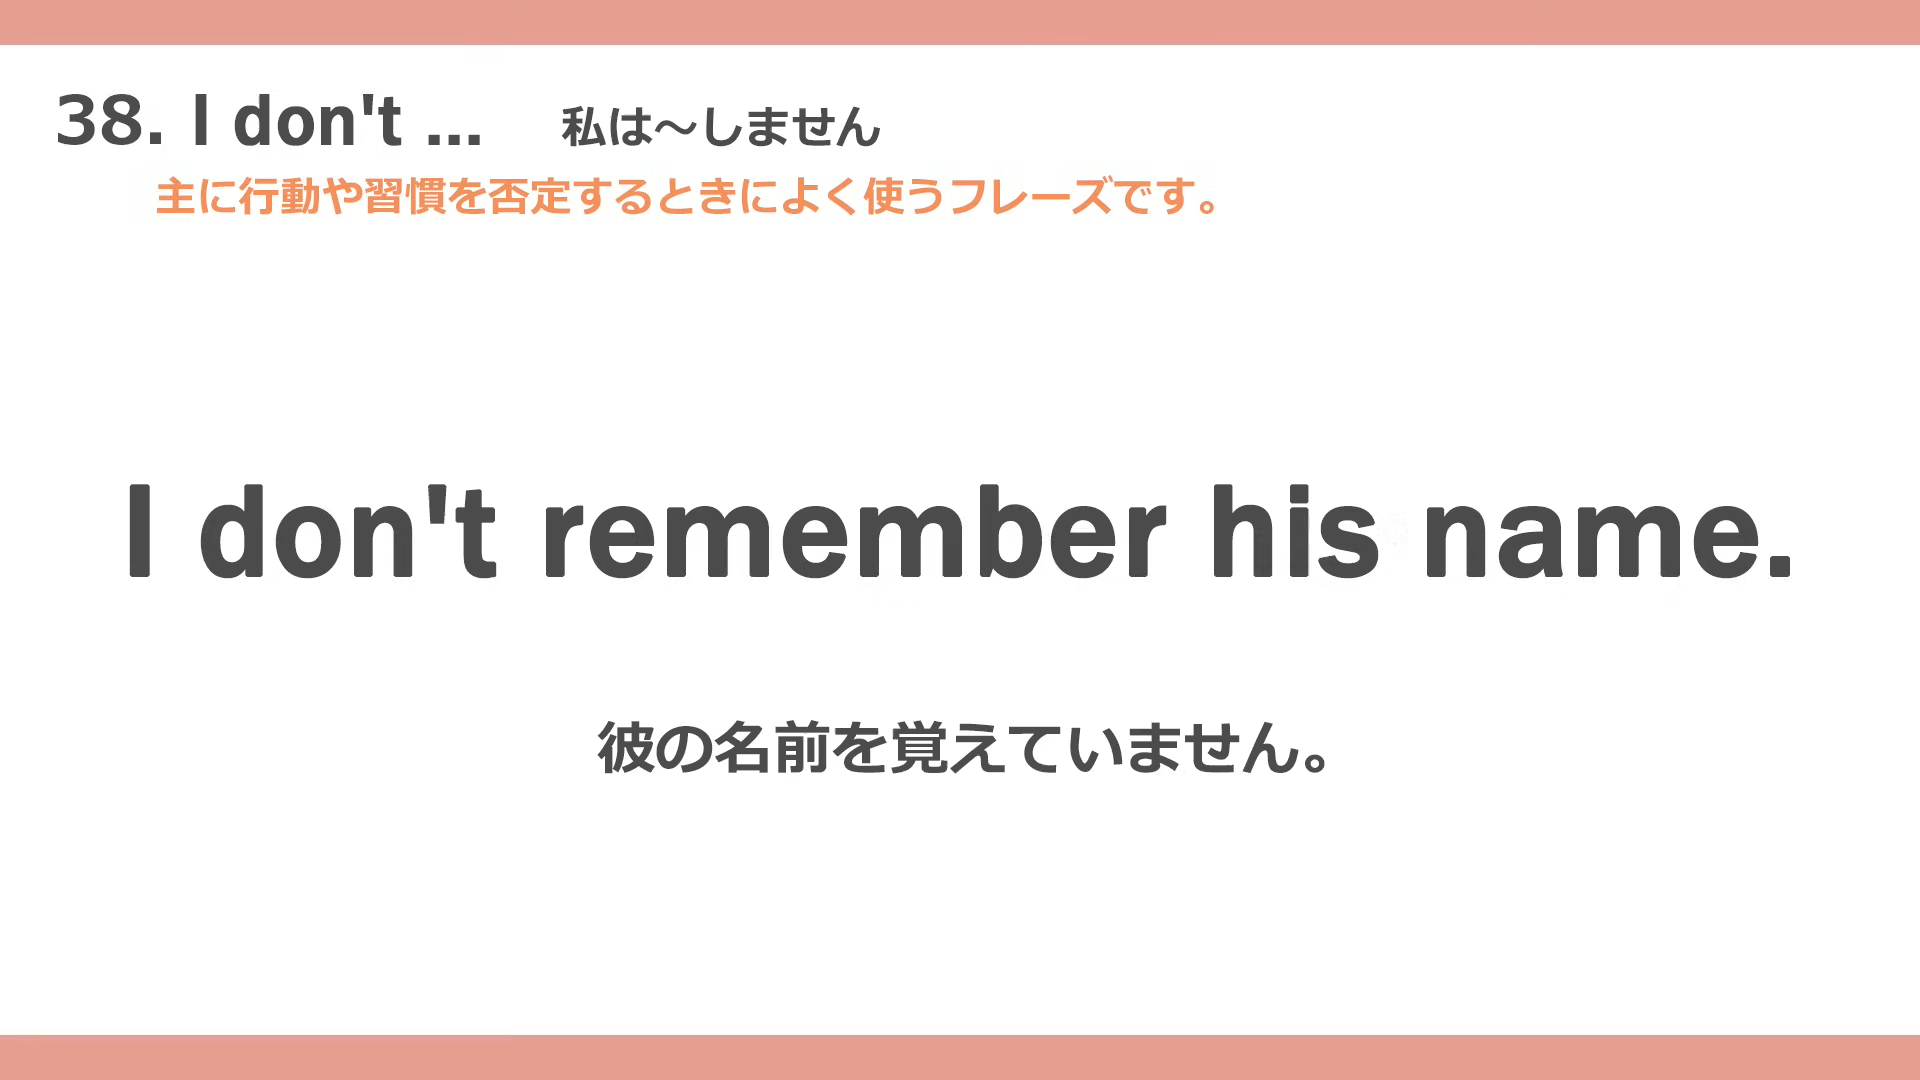 38. I don't ... 私は～しません
主に行動や習慣を否定するときによく使うフレーズです。
I don't remember his name.
彼の名前を覚えていません。